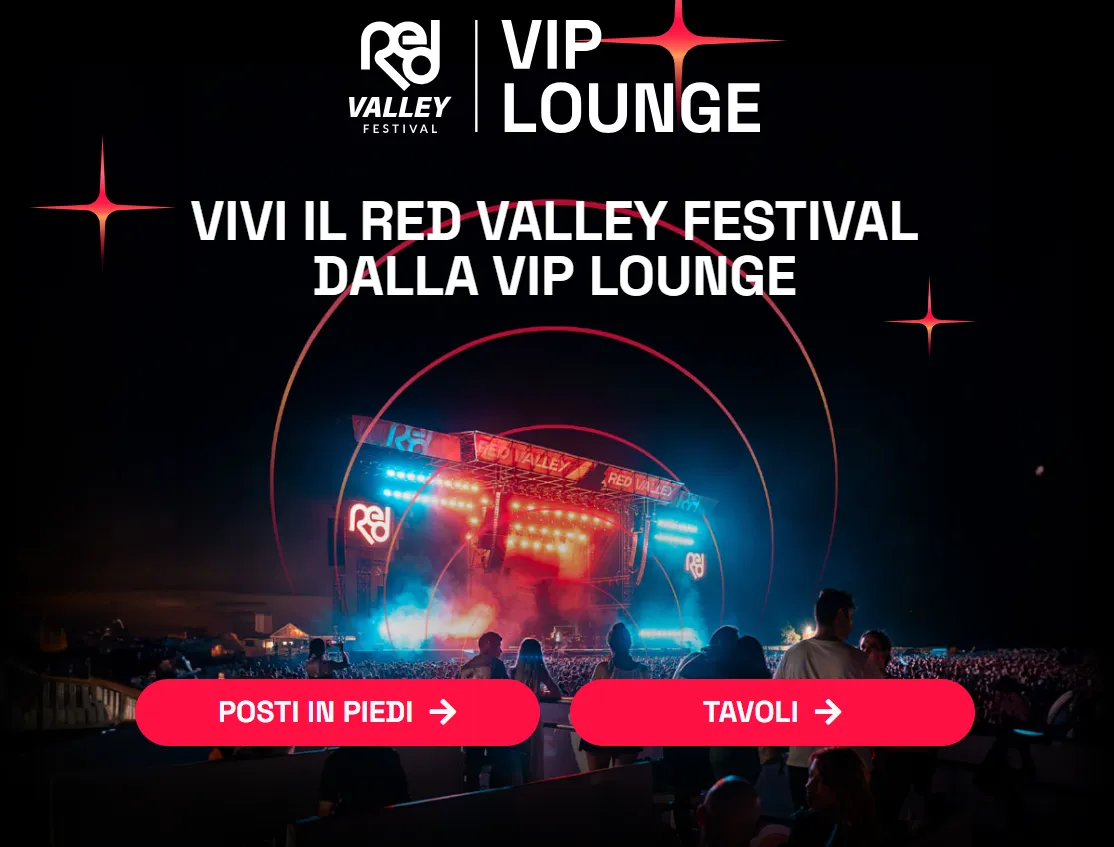 Red
VALLEY
FESTIVAL
VIP
LOUNGE
VIVI IL RED VALLEY FESTIVAL
DALLA VIP LOUNGE
Red
RED VALLEY
RED VALLEY
Red
Red
Red
POSTI IN PIEDI →
TAVOLI →